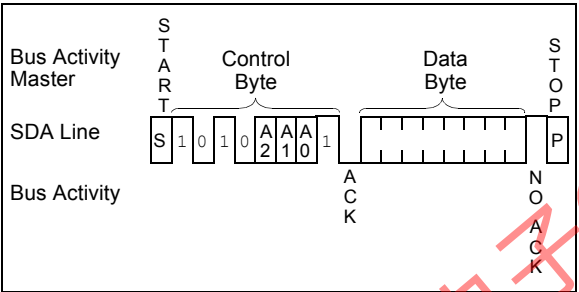 START
Bus Activity
Master
Control
Byte
Data
Byte
STOP
SDA Line
S 1 0 1 0 A2 A1 A0 1 P
Bus Activity
ACK
NO ACK